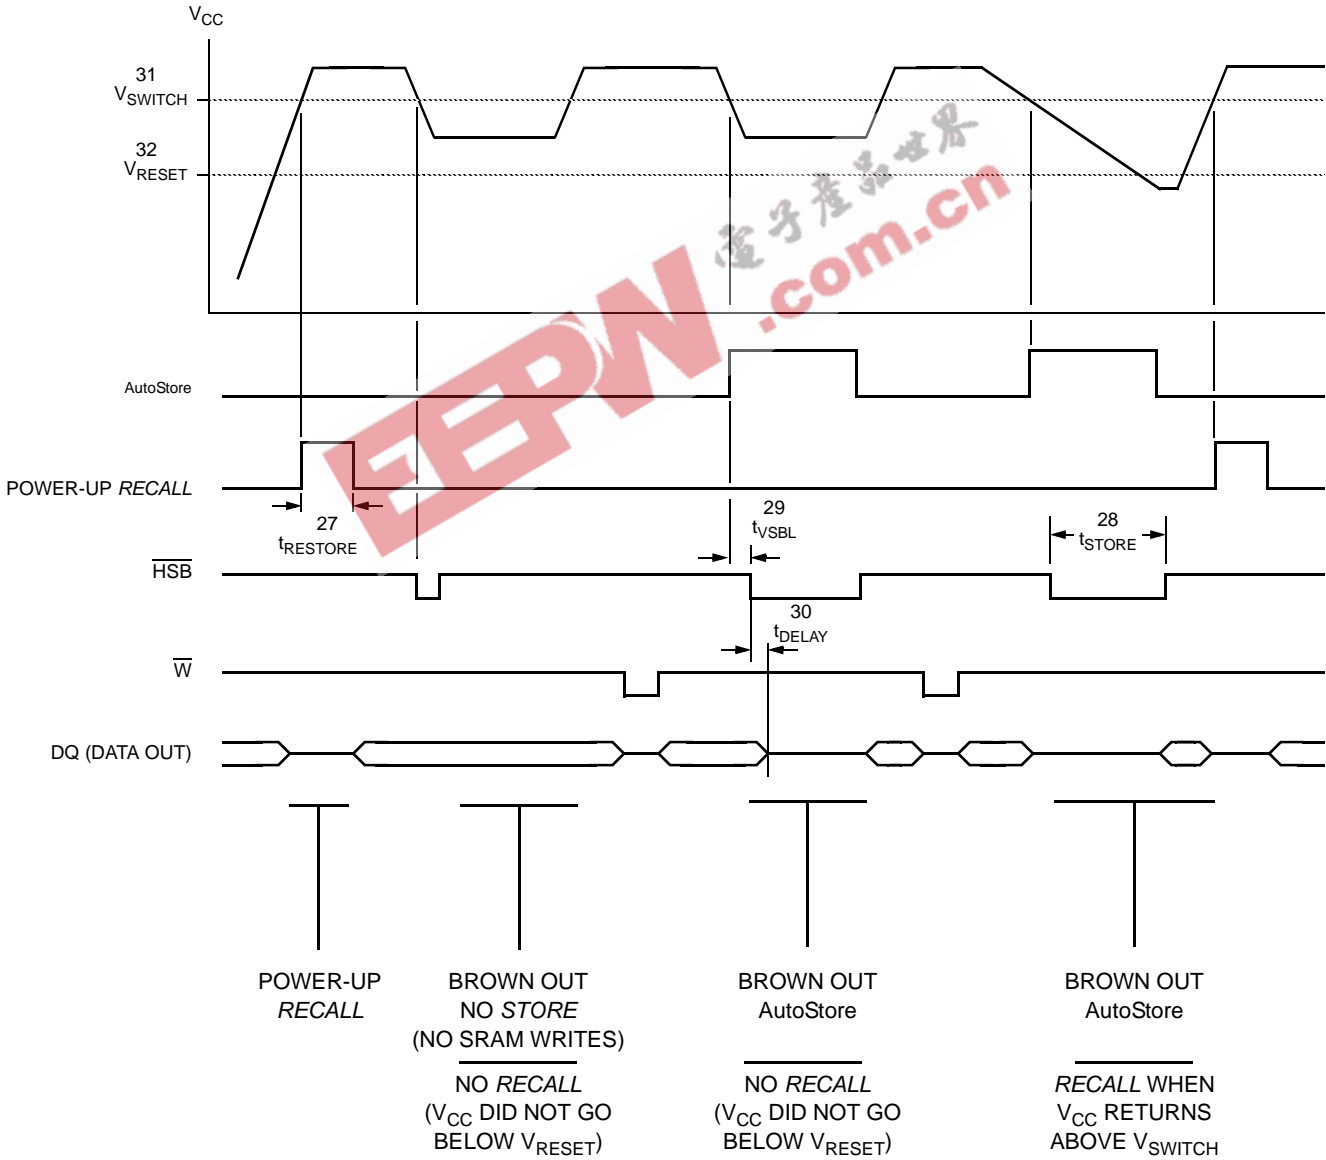 VCC
31
VSWITCH
32
VRESET
電子產品世界
EEPW
.com.cn
AutoStore
POWER-UP RECALL
27
tRESTORE
29
tVSBL
28
tSTORE
HSB
30
tDELAY
W
DQ (DATA OUT)
POWER-UP
RECALL
BROWN OUT
NO STORE
(NO SRAM WRITES)
NO RECALL
(VCC DID NOT GO
BELOW VRESET)
BROWN OUT
AutoStore
NO RECALL
(VCC DID NOT GO
BELOW VRESET)
BROWN OUT
AutoStore
RECALL WHEN
VCC RETURNS
ABOVE VSWITCH